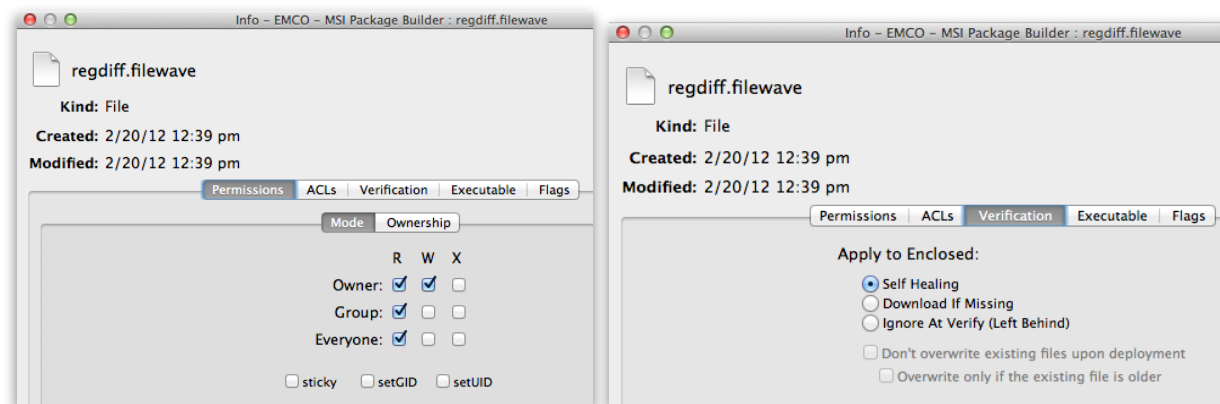 Info – EMCO – MSI Package Builder : regdiff.filewave
regdiff.filewave
Kind: File
Created: 2/20/12 12:39 pm
Modified: 2/20/12 12:39 pm
Permissions ACLs Verification Executable Flags
Mode Ownership
R W X
Owner:
Group:
Everyone:
sticky setGID setUID
Info – EMCO – MSI Package Builder : regdiff.filewave
regdiff.filewave
Kind: File
Created: 2/20/12 12:39 pm
Modified: 2/20/12 12:39 pm
Permissions ACLs Verification Executable Flags
Apply to Enclosed:
Self Healing
Download If Missing
Ignore At Verify (Left Behind)
Don't overwrite existing files upon deployment
Overwrite only if the existing file is older